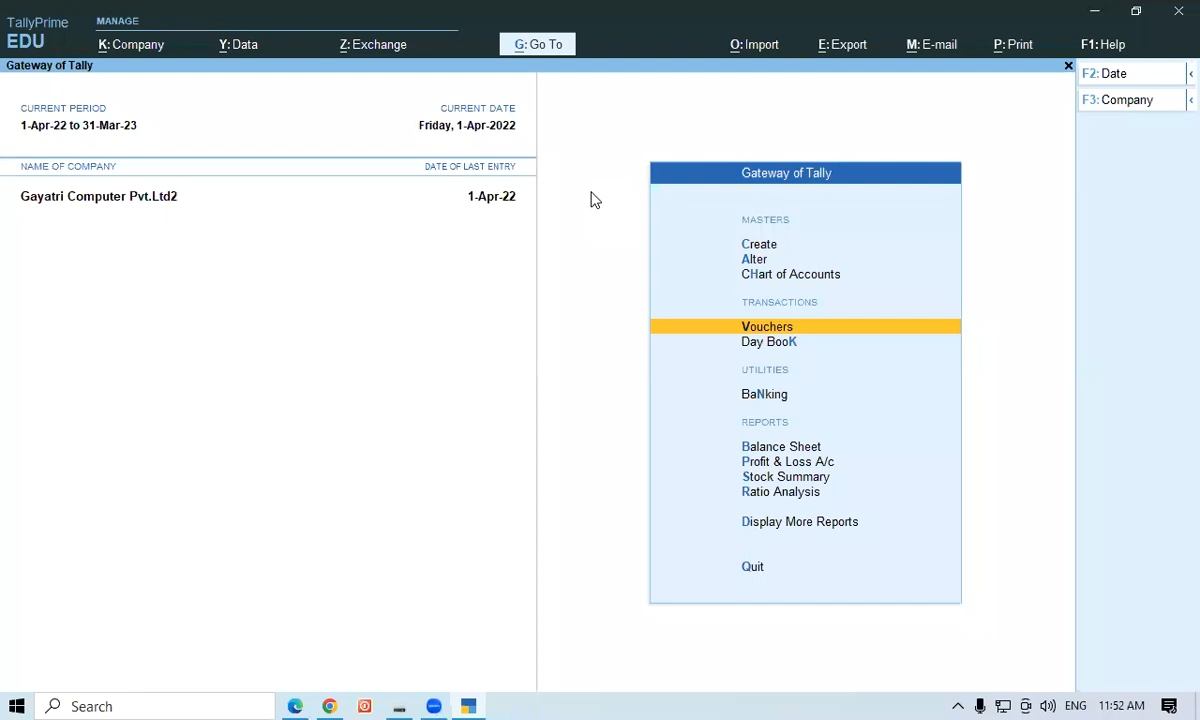 TallyPrime
EDU
MANAGE
K: Company
Y: Data
Z: Exchange
G: Go To
O: Import
E: Export
M: E-mail
P: Print
F1: Help
Gateway of Tally
CURRENT PERIOD
CURRENT DATE
1-Apr-22 to 31-Mar-23
Friday, 1-Apr-2022
NAME OF COMPANY
DATE OF LAST ENTRY
Gayatri Computer Pvt.Ltd2
1-Apr-22
Gateway of Tally
MASTERS
Create
Alter
CHart of Accounts
TRANSACTIONS
Vouchers
Day BooK
UTILITIES
BaNking
REPORTS
Balance Sheet
Profit & Loss A/c
Stock Summary
Ratio Analysis
Display More Reports
Quit
F2: Date
F3: Company
Search
ENG
11:52 AM